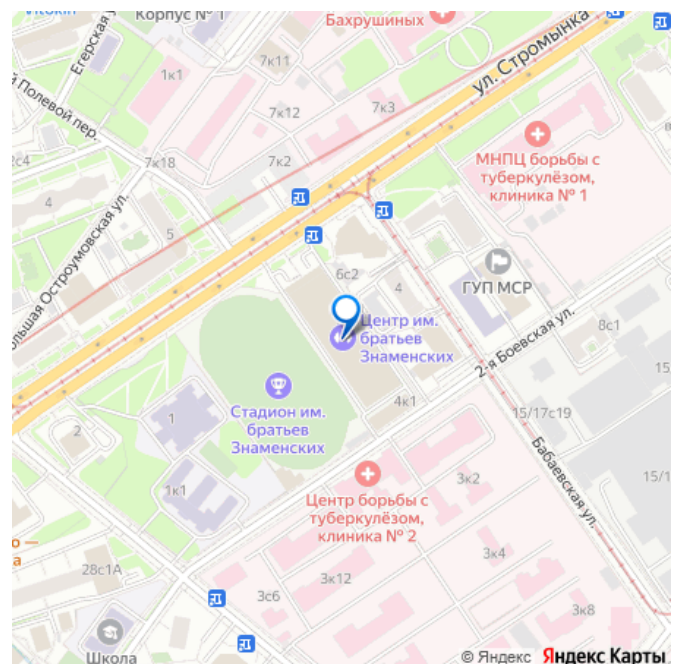 Vitokin
Корпус № 1
Бахрушиных
Егерская у
ул. Стромынка
й Полевой пер.
1к1
7к11
7к12
7к3
2с4
7к18
7к2
МНПЦ борьбы с
туберкулёзом,
клиника № 1
4
5
ольшая Остроумовская ул.
6с2
4
ГУП МСР
Центр им.
братьев
Знаменских
8с1
2-я Боевская ул.
15
Стадион им.
братьев
Знаменских
4к1
1
2
15/17с19
Бабаевская ул.
1к1
3к2
15/1
Центр борьбы с
туберкулёзом,
клиника № 2
о —
а
3к4
28с1А
3к12
3с6
3к8
Школа
© Яндекс Яндекс Карты